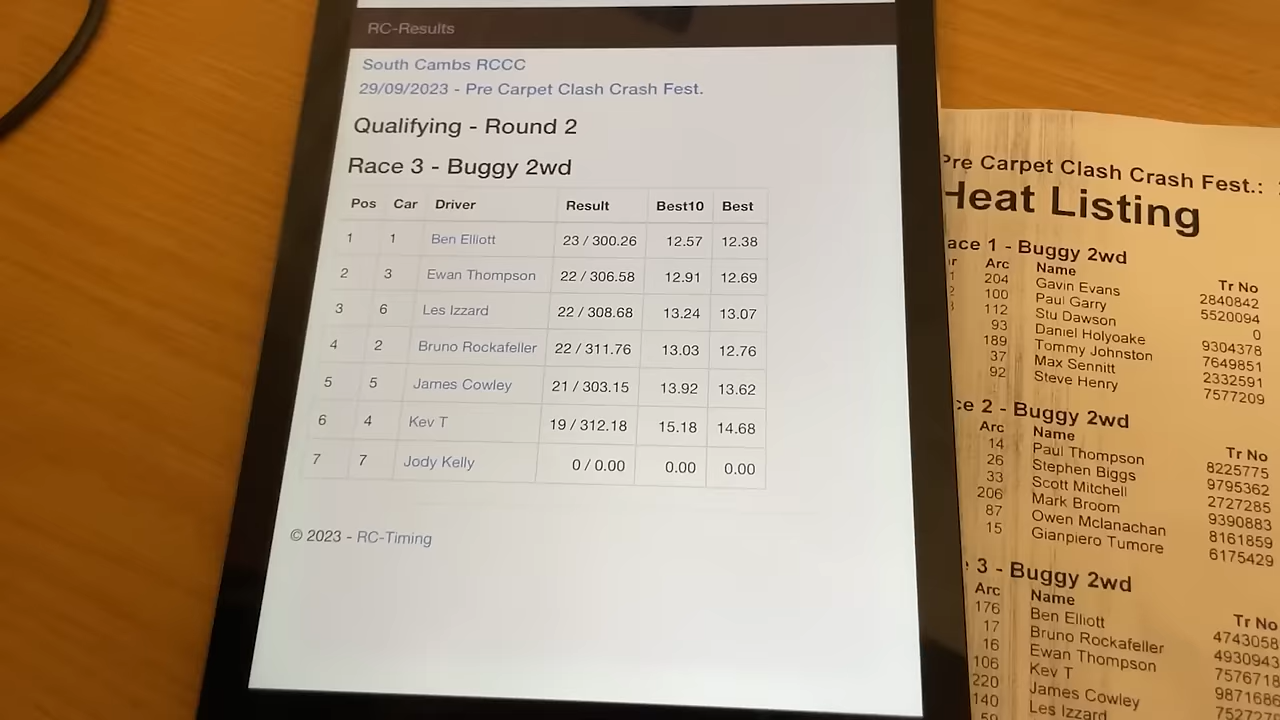 RC-Results
South Cambs RCCC
29/09/2023 - Pre Carpet Clash Crash Fest.
Qualifying - Round 2
Race 3 - Buggy 2wd
Pos Car Driver Result Best10 Best
1 1 Ben Elliott 23 / 300.26 12.57 12.38
2 3 Ewan Thompson 22 / 306.58 12.91 12.69
3 6 Les Izzard 22 / 308.68 13.24 13.07
4 2 Bruno Rockafeller 22 / 311.76 13.03 12.76
5 5 James Cowley 21 / 303.15 13.92 13.62
6 4 Kev T 19 / 312.18 15.18 14.68
7 7 Jody Kelly 0 / 0.00 0.00 0.00
© 2023 - RC-Timing
Pre Carpet Clash Crash Fest.:
Heat Listing
ace 1 - Buggy 2wd
Arc Name Tr No
204 Gavin Evans 2840842
100 Paul Garry 5520094
112 Stu Dawson 0
93 Daniel Holyoake 9304378
189 Tommy Johnston 7649851
37 Max Sennitt 2332591
92 Steve Henry 7577209
ce 2 - Buggy 2wd
Arc Name Tr No
14 Paul Thompson 8225775
26 Stephen Biggs 9795362
33 Scott Mitchell 2727285
206 Mark Broom 9390883
87 Owen Mclanachan 8161859
15 Gianpiero Tumore 6175429
3 - Buggy 2wd
Arc Name Tr No
176 Ben Elliott 4743058
17 Bruno Rockafeller 4930943
16 Ewan Thompson 7576718
106 Kev T 9871686
220 James Cowley
140 Les Izzard